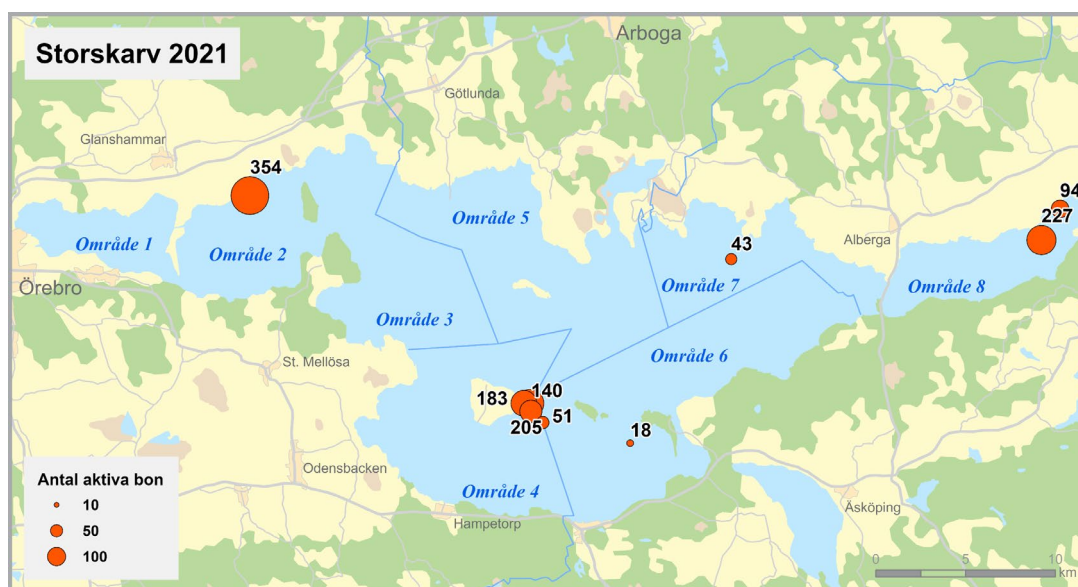 Storskarv 2021
Arboga
Götlunda
Glanshammar
354
94
227
Område 1
Område 2
Område 5
43
Alberga
Örebro
Område 7
Område 8
Område 3
Område 6
St. Mellösa
183
140
205
51
18
Odensbacken
Område 4
Hampetorp
Äsköping
Antal aktiva bon
10
50
100
0 5 10
km